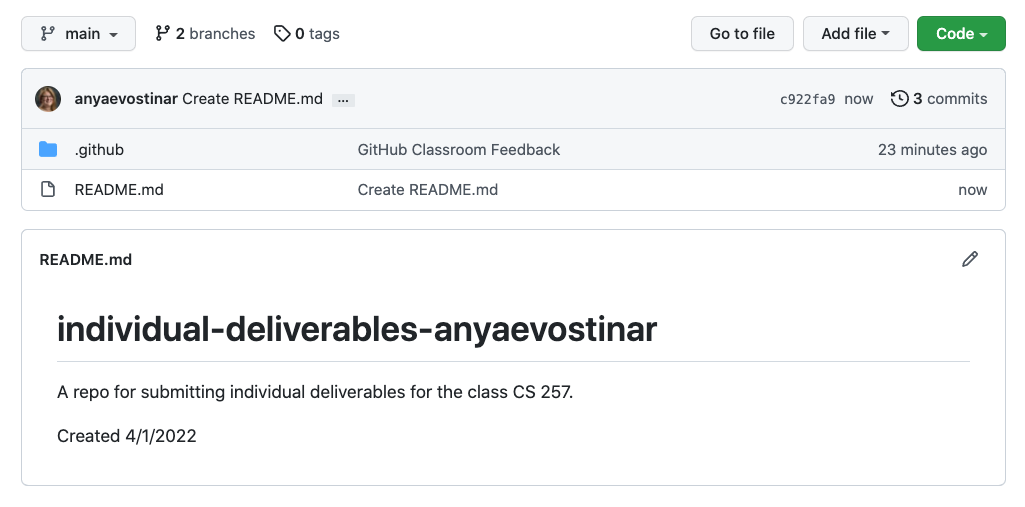 main 2 branches 0 tags Go to file Add file Code
anyaevostinar Create README.md ... c922fa9 now 3 commits
.github GitHub Classroom Feedback 23 minutes ago
README.md Create README.md now
README.md
individual-deliverables-anyaevostinar
A repo for submitting individual deliverables for the class CS 257.
Created 4/1/2022